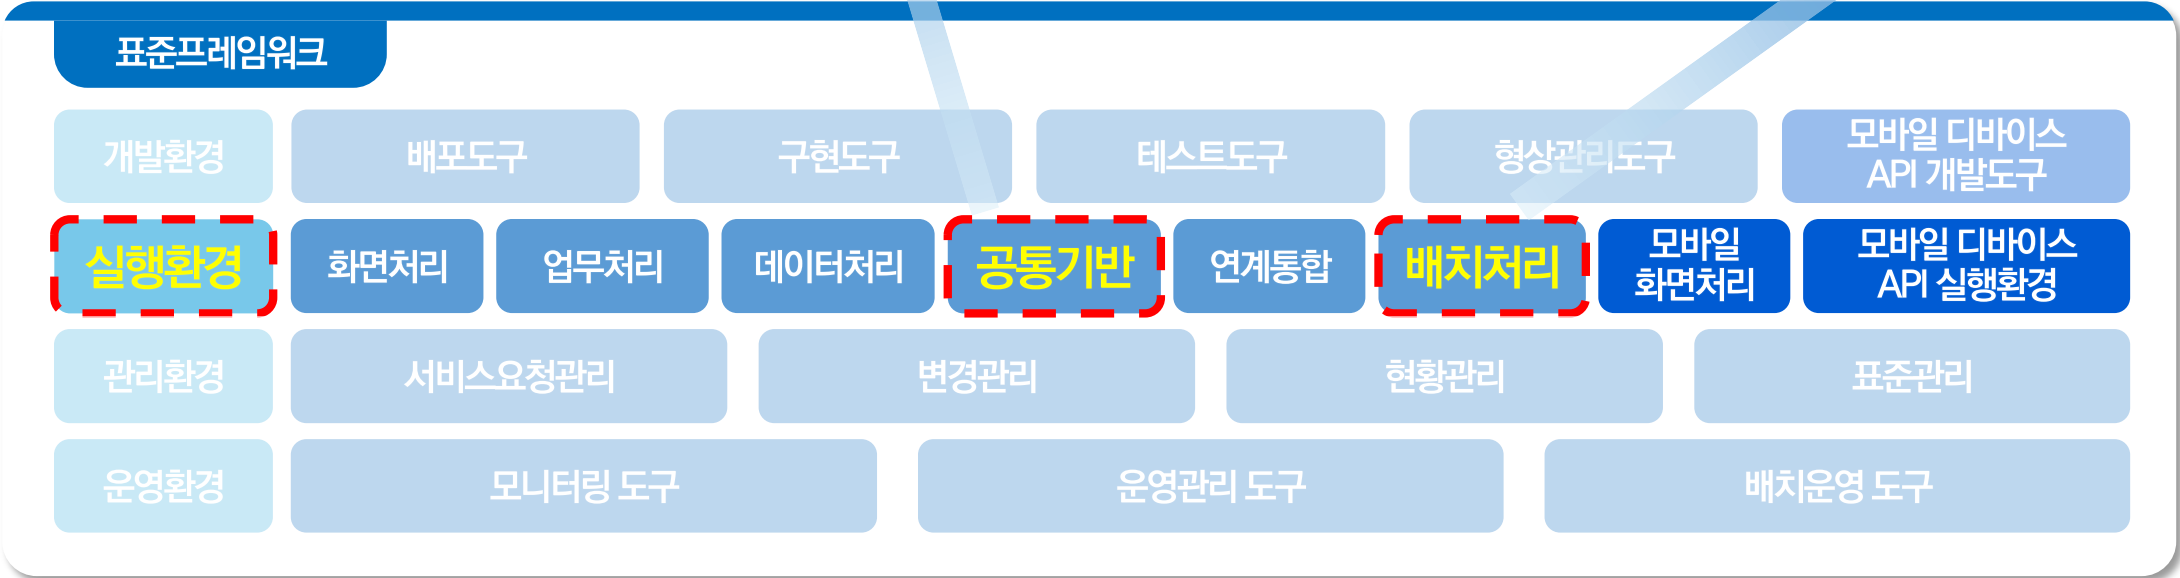 표준프레임워크
개발환경
배포도구
구현도구
테스트도구
형상관리도구
모바일 디바이스
API 개발도구
실행환경
화면처리
업무처리
데이터처리
공통기반
연계통합
배치처리
모바일
화면처리
모바일 디바이스
API 실행환경
관리환경
서비스요청관리
변경관리
현황관리
표준관리
운영환경
모니터링 도구
운영관리 도구
배치운영 도구